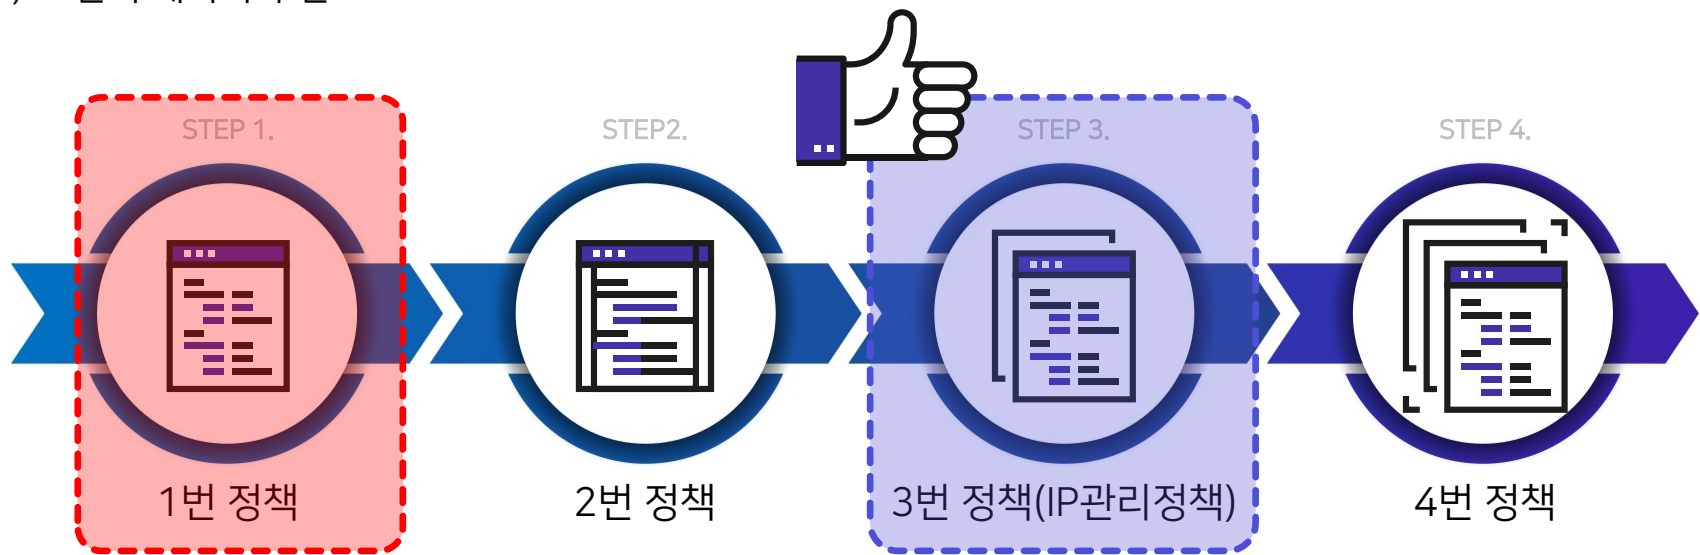 STEP 1.
STEP2.
STEP 3.
STEP 4.
1번 정책
2번 정책
3번 정책(IP관리정책)
4번 정책